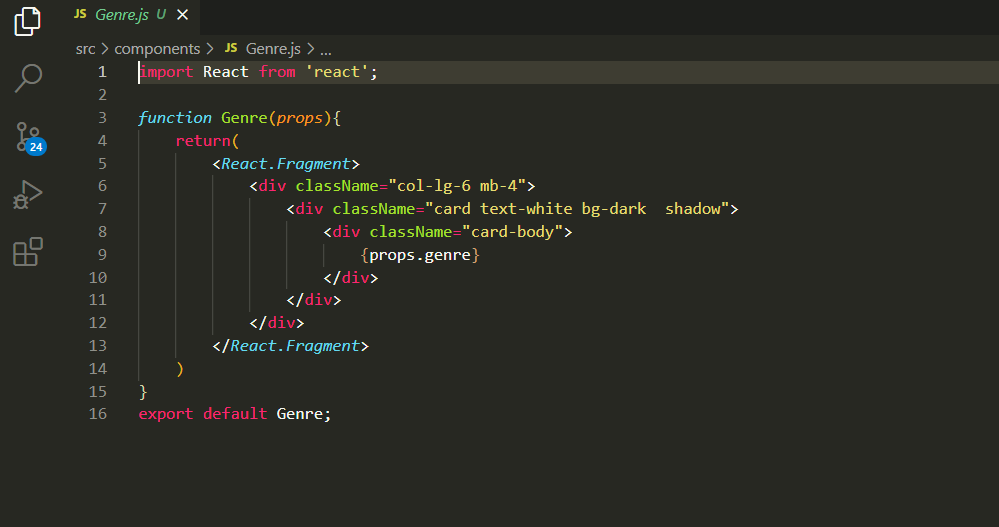 JS Genre.js U ×
src > components > JS Genre.js > ...
1 import React from 'react';
2
3 function Genre(props){
4     return(
5         <React.Fragment>
6             <div className="col-lg-6 mb-4">
7                 <div className="card text-white bg-dark  shadow">
8                     <div className="card-body">
9                         {props.genre}
10                     </div>
11                 </div>
12             </div>
13         </React.Fragment>
14     )
15 }
16 export default Genre;
24